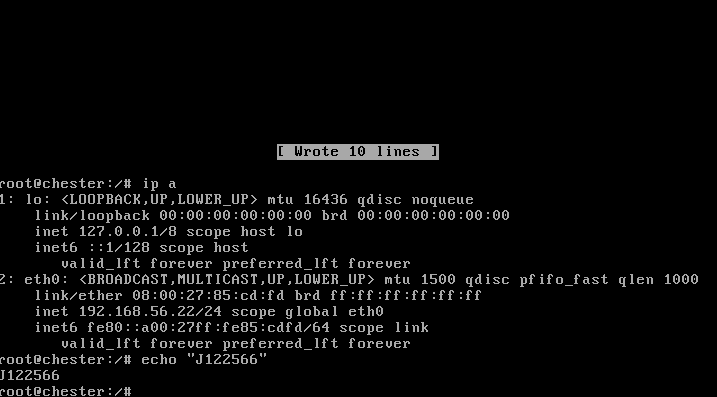 [ Wrote 10 lines ]
root@chester:/# ip a
1: lo: <LOOPBACK,UP,LOWER_UP> mtu 16436 qdisc noqueue
    link/loopback 00:00:00:00:00:00 brd 00:00:00:00:00:00
    inet 127.0.0.1/8 scope host lo
    inet6 ::1/128 scope host
       valid_lft forever preferred_lft forever
2: eth0: <BROADCAST,MULTICAST,UP,LOWER_UP> mtu 1500 qdisc pfifo_fast qlen 1000
    link/ether 08:00:27:85:cd:fd brd ff:ff:ff:ff:ff:ff
    inet 192.168.56.22/24 scope global eth0
    inet6 fe80::a00:27ff:fe85:cdfd/64 scope link
       valid_lft forever preferred_lft forever
root@chester:/# echo "J122566"
J122566
root@chester:/#